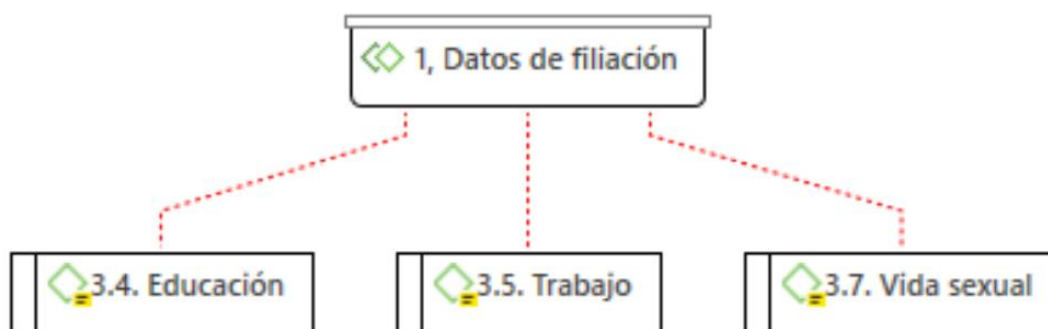 1, Datos de filiación
3.4. Educación
3.5. Trabajo
3.7. Vida sexual